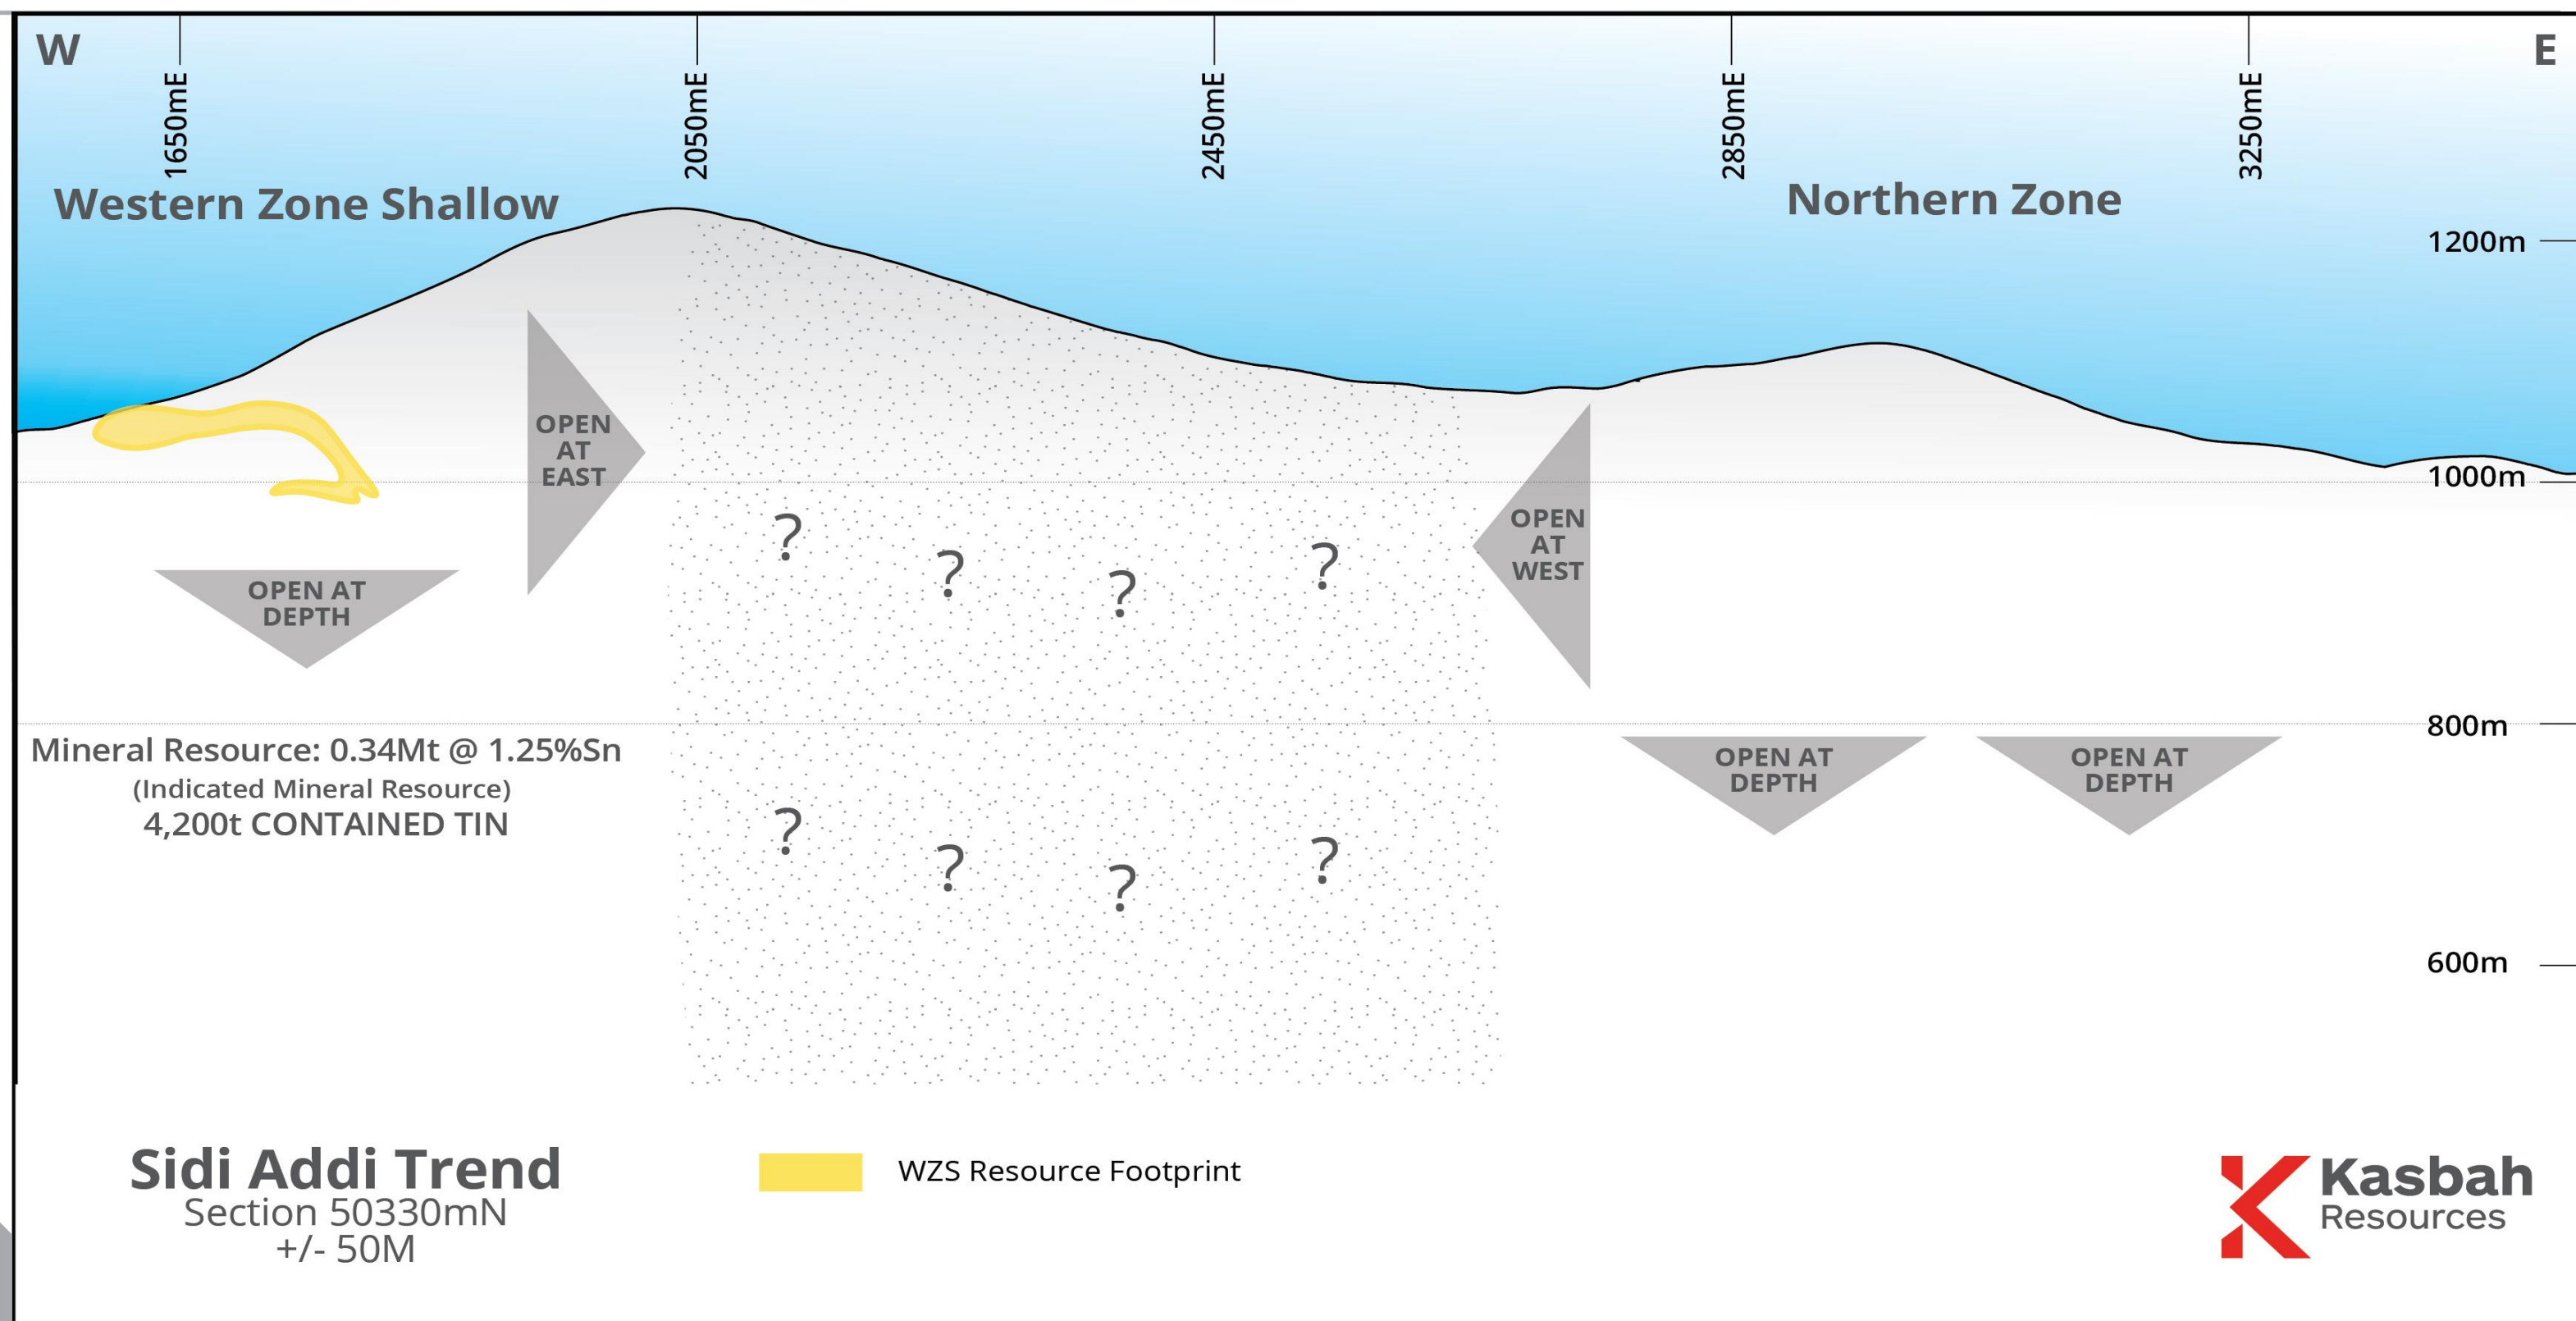 W
E
1650mE
2050mE
2450mE
2850mE
3250mE
Western Zone Shallow
Northern Zone
1200m
1000m
800m
600m
OPEN
AT
EAST
OPEN
AT
WEST
OPEN AT
DEPTH
?
?
?
?
Mineral Resource: 0.34Mt @ 1.25%Sn
(Indicated Mineral Resource)
4,200t CONTAINED TIN
OPEN AT
DEPTH
OPEN AT
DEPTH
?
?
?
?
Sidi Addi Trend
Section 50330mN
+/- 50M
WZS Resource Footprint
Kasbah
Resources